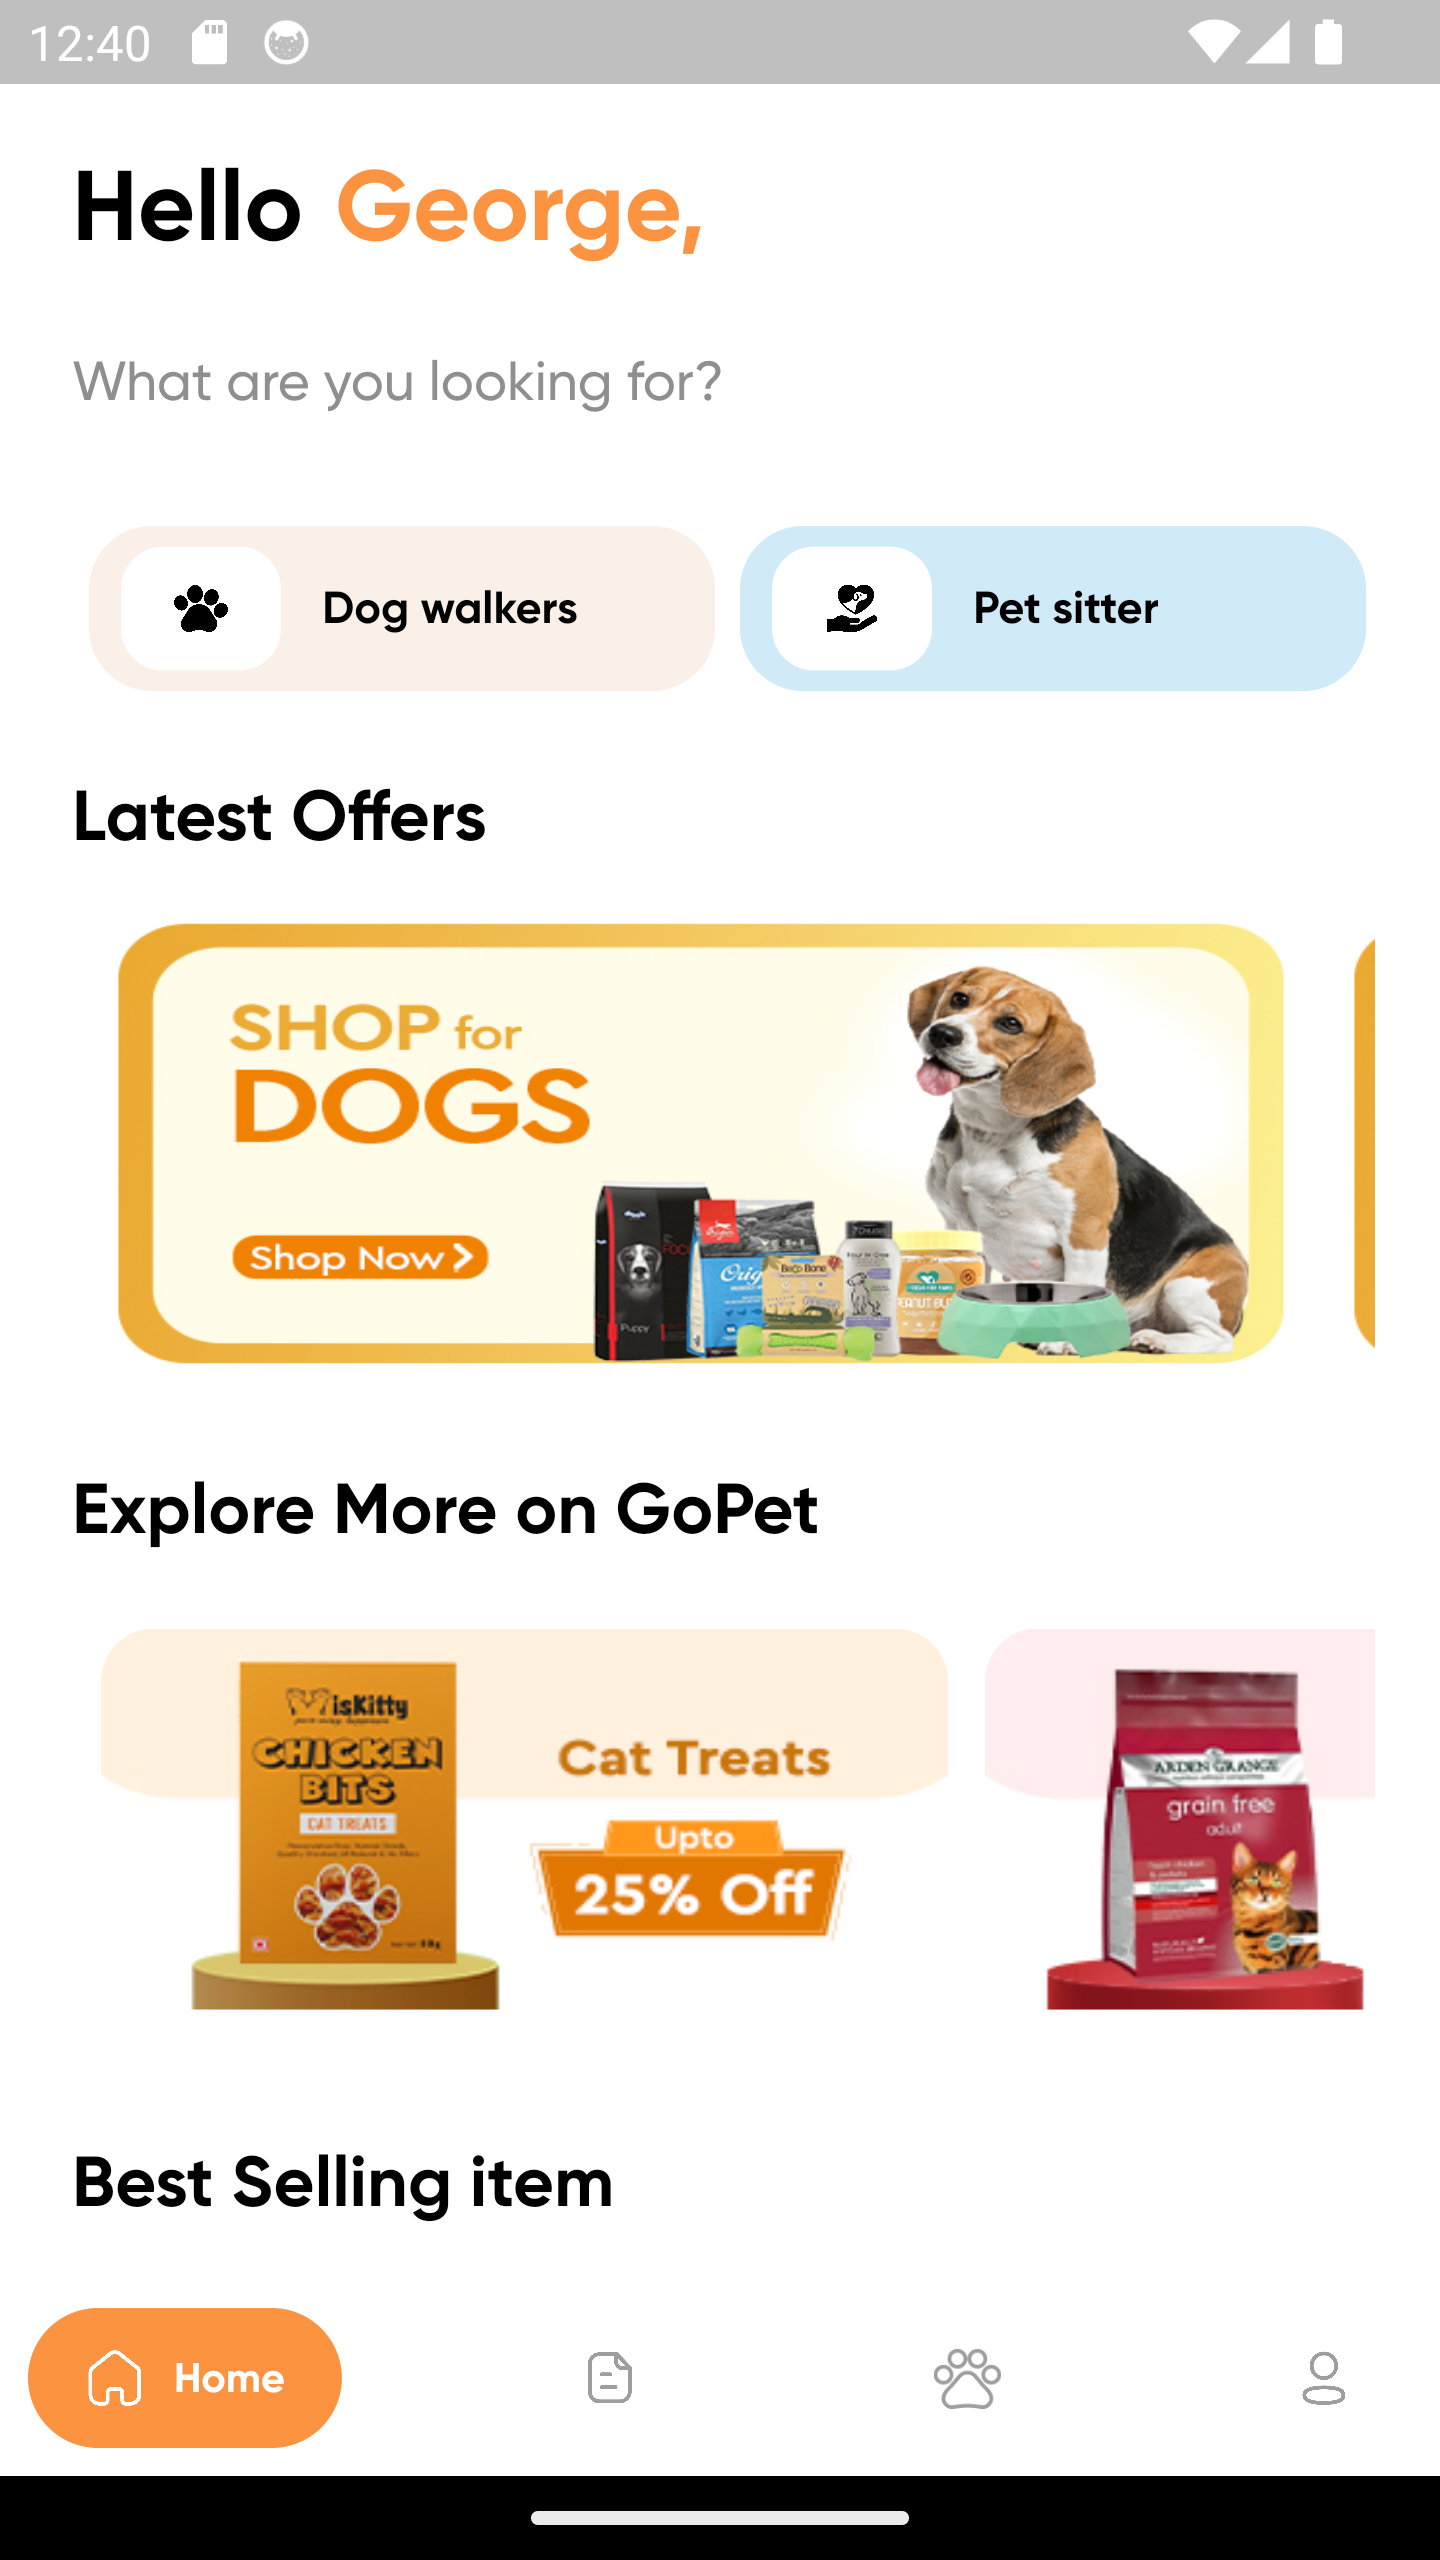 12:40
Hello George,
What are you looking for?
Dog walkers
Pet sitter
Latest Offers
SHOP for
DOGS
Shop Now
Puppy
Explore More on GoPet
isKitty
CHICKEN
BITS
CAT TREATS
Cat Treats
Upto
25% Off
ARDEN GRANGE
grain free
adult
Best Selling item
Home